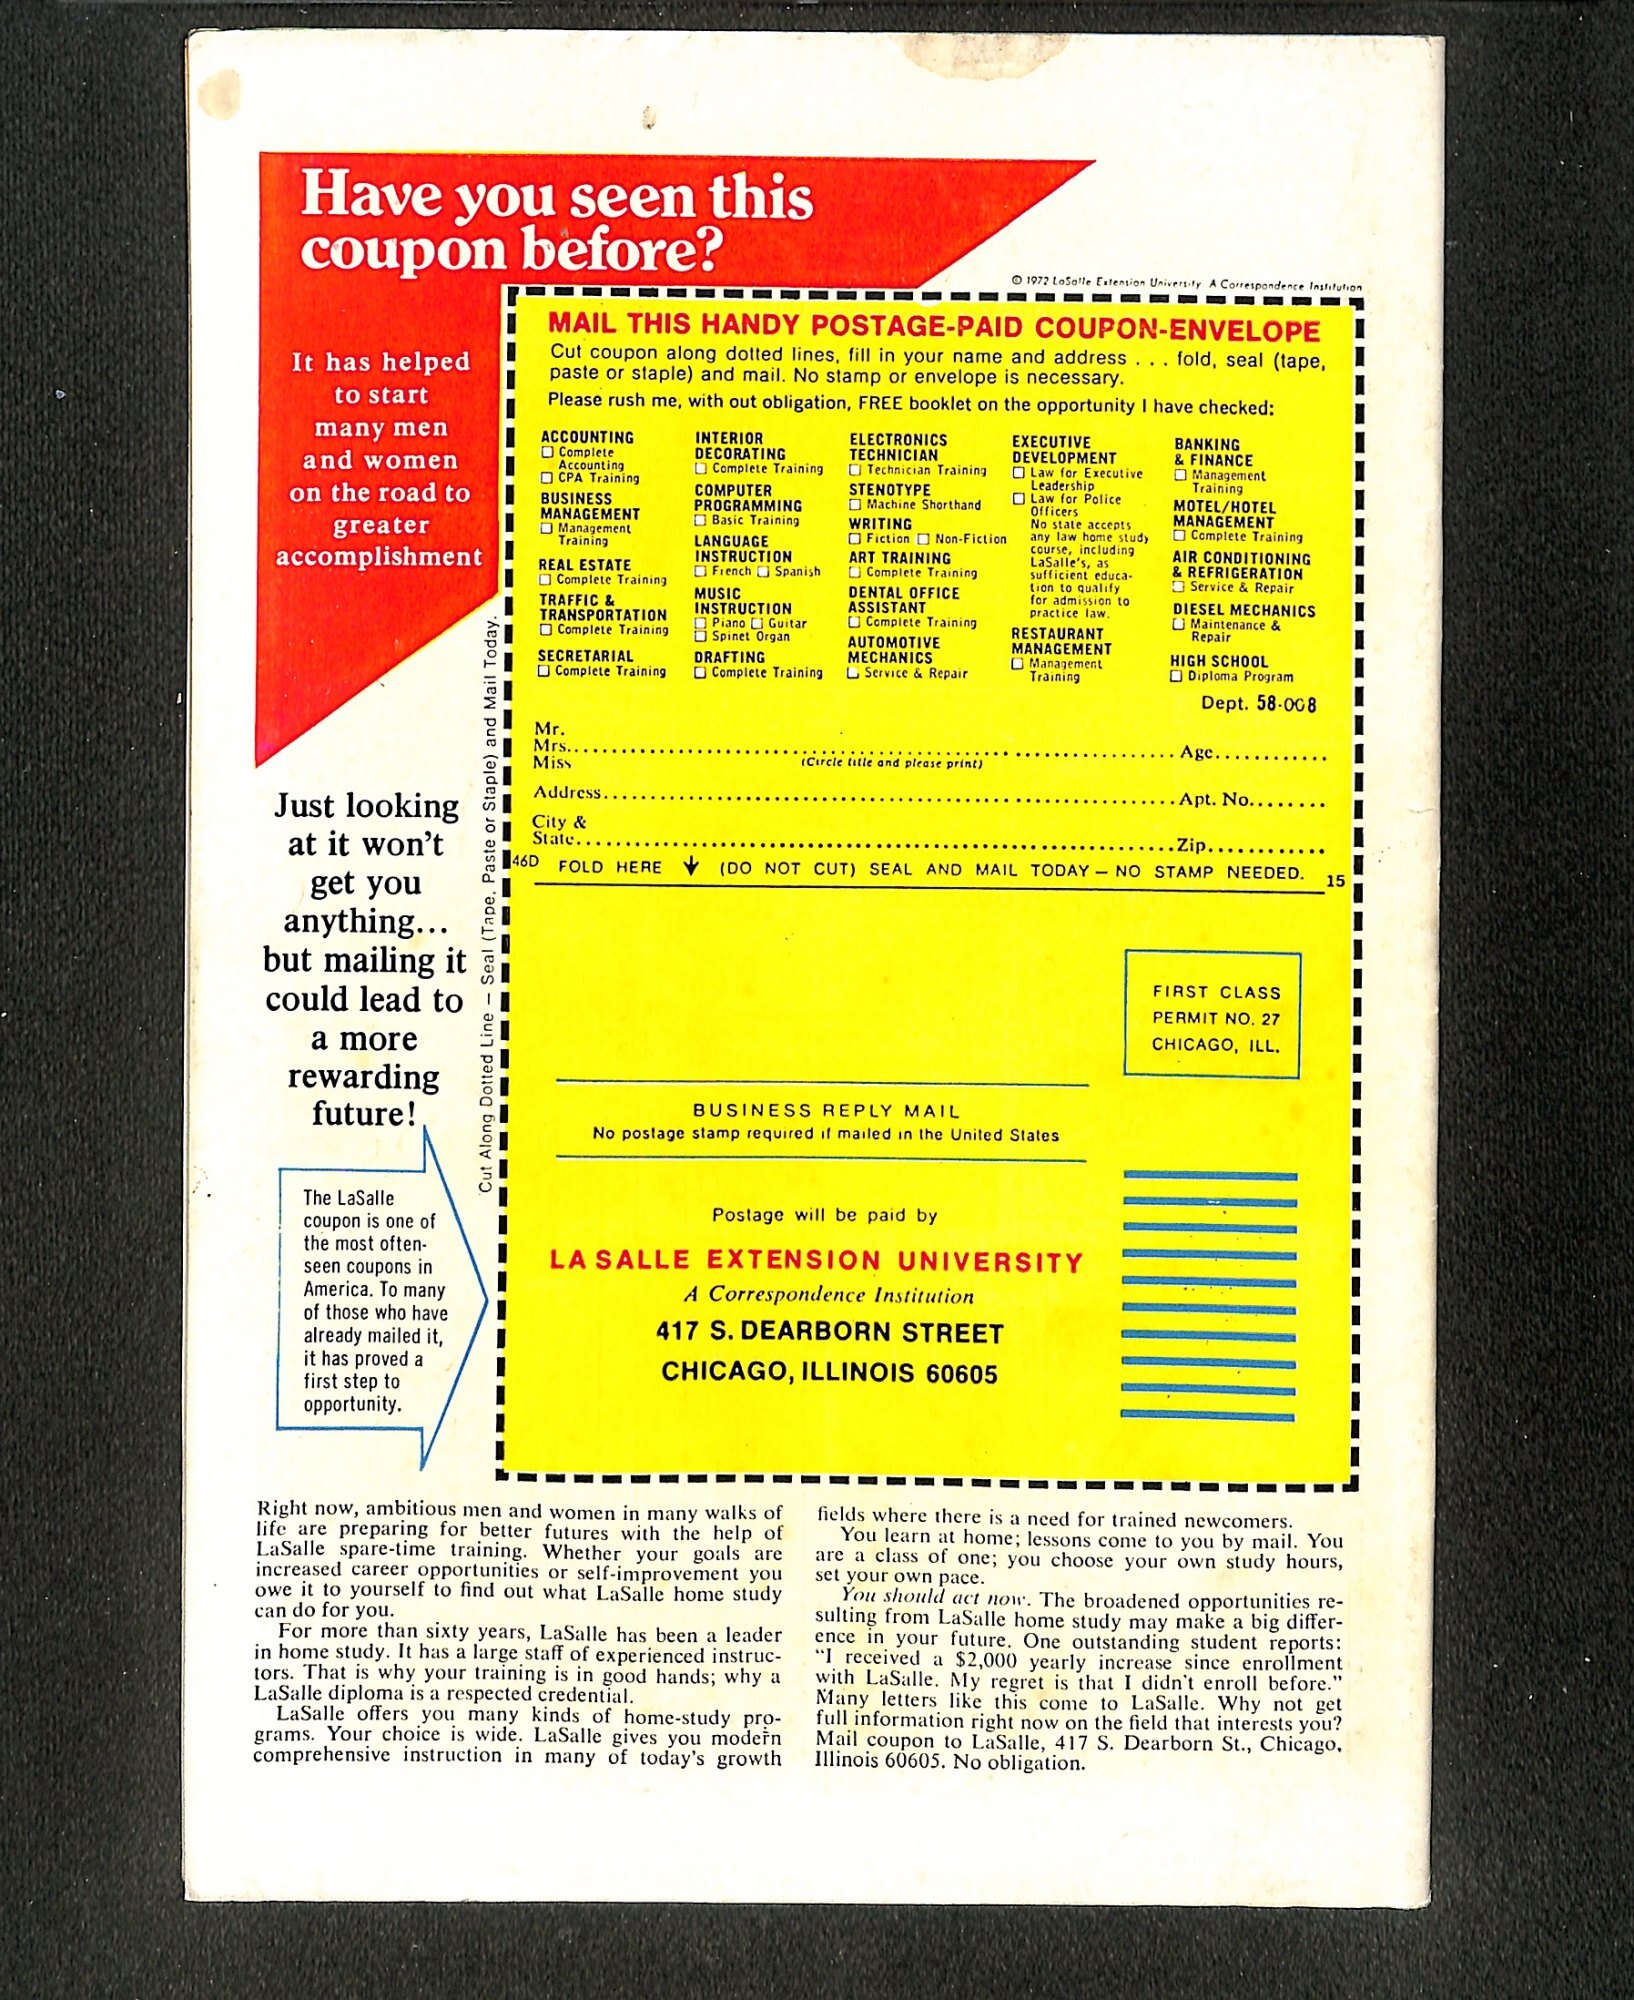 Have you seen this
coupon before?
© 1972 LaSalle Extension University A Correspondence Institution
It has helped
to start
many men
and women
on the road to
greater
accomplishment
Just looking
at it won't
get you
anything...
but mailing it
could lead to
a more
rewarding
future!
The LaSalle
coupon is one of
the most often-
seen coupons in
America. To many
of those who have
already mailed it,
it has proved a
first step to
opportunity.
Cut Along Dotted Line – Seal (Tape, Paste or Staple) and Mail Today.
MAIL THIS HANDY POSTAGE-PAID COUPON-ENVELOPE
Cut coupon along dotted lines, fill in your name and address . . . fold, seal (tape,
paste or staple) and mail. No stamp or envelope is necessary.
Please rush me, with out obligation, FREE booklet on the opportunity I have checked:
ACCOUNTING
☐ Complete
Accounting
☐ CPA Training
BUSINESS
MANAGEMENT
☐ Management
Training
REAL ESTATE
☐ Complete Training
TRAFFIC &
TRANSPORTATION
☐ Complete Training
SECRETARIAL
☐ Complete Training
INTERIOR
DECORATING
☐ Complete Training
COMPUTER
PROGRAMMING
☐ Basic Training
LANGUAGE
INSTRUCTION
☐ French ☐ Spanish
MUSIC
INSTRUCTION
☐ Piano ☐ Guitar
☐ Spinet Organ
DRAFTING
☐ Complete Training
ELECTRONICS
TECHNICIAN
☐ Technician Training
STENOTYPE
☐ Machine Shorthand
WRITING
☐ Fiction ☐ Non-Fiction
ART TRAINING
☐ Complete Training
DENTAL OFFICE
ASSISTANT
☐ Complete Training
AUTOMOTIVE
MECHANICS
☐ Service & Repair
EXECUTIVE
DEVELOPMENT
☐ Law for Executive
Leadership
☐ Law for Police
Officers
No state accepts
any law home study
course, including
LaSalle's, as
sufficient educa-
tion to qualify
for admission to
practice law.
RESTAURANT
MANAGEMENT
☐ Management
Training
BANKING
& FINANCE
☐ Management
Training
MOTEL/HOTEL
MANAGEMENT
☐ Complete Training
AIR CONDITIONING
& REFRIGERATION
☐ Service & Repair
DIESEL MECHANICS
☐ Maintenance &
Repair
HIGH SCHOOL
☐ Diploma Program
Dept. 58-008
Mr.
Mrs. Age
Miss (Circle title and please print)
Address Apt. No.
City &
State Zip
46D FOLD HERE ↓ (DO NOT CUT) SEAL AND MAIL TODAY – NO STAMP NEEDED. 15
FIRST CLASS
PERMIT NO. 27
CHICAGO, ILL.
BUSINESS REPLY MAIL
No postage stamp required if mailed in the United States
Postage will be paid by
LA SALLE EXTENSION UNIVERSITY
A Correspondence Institution
417 S. DEARBORN STREET
CHICAGO, ILLINOIS 60605
Right now, ambitious men and women in many walks of
life are preparing for better futures with the help of
LaSalle spare-time training. Whether your goals are
increased career opportunities or self-improvement you
owe it to yourself to find out what LaSalle home study
can do for you.
For more than sixty years, LaSalle has been a leader
in home study. It has a large staff of experienced instruc-
tors. That is why your training is in good hands; why a
LaSalle diploma is a respected credential.
LaSalle offers you many kinds of home-study pro-
grams. Your choice is wide. LaSalle gives you modern
comprehensive instruction in many of today's growth
fields where there is a need for trained newcomers.
You learn at home; lessons come to you by mail. You
are a class of one; you choose your own study hours,
set your own pace.
You should act now. The broadened opportunities re-
sulting from LaSalle home study may make a big differ-
ence in your future. One outstanding student reports:
"I received a $2,000 yearly increase since enrollment
with LaSalle. My regret is that I didn't enroll before."
Many letters like this come to LaSalle. Why not get
full information right now on the field that interests you?
Mail coupon to LaSalle, 417 S. Dearborn St., Chicago,
Illinois 60605. No obligation.